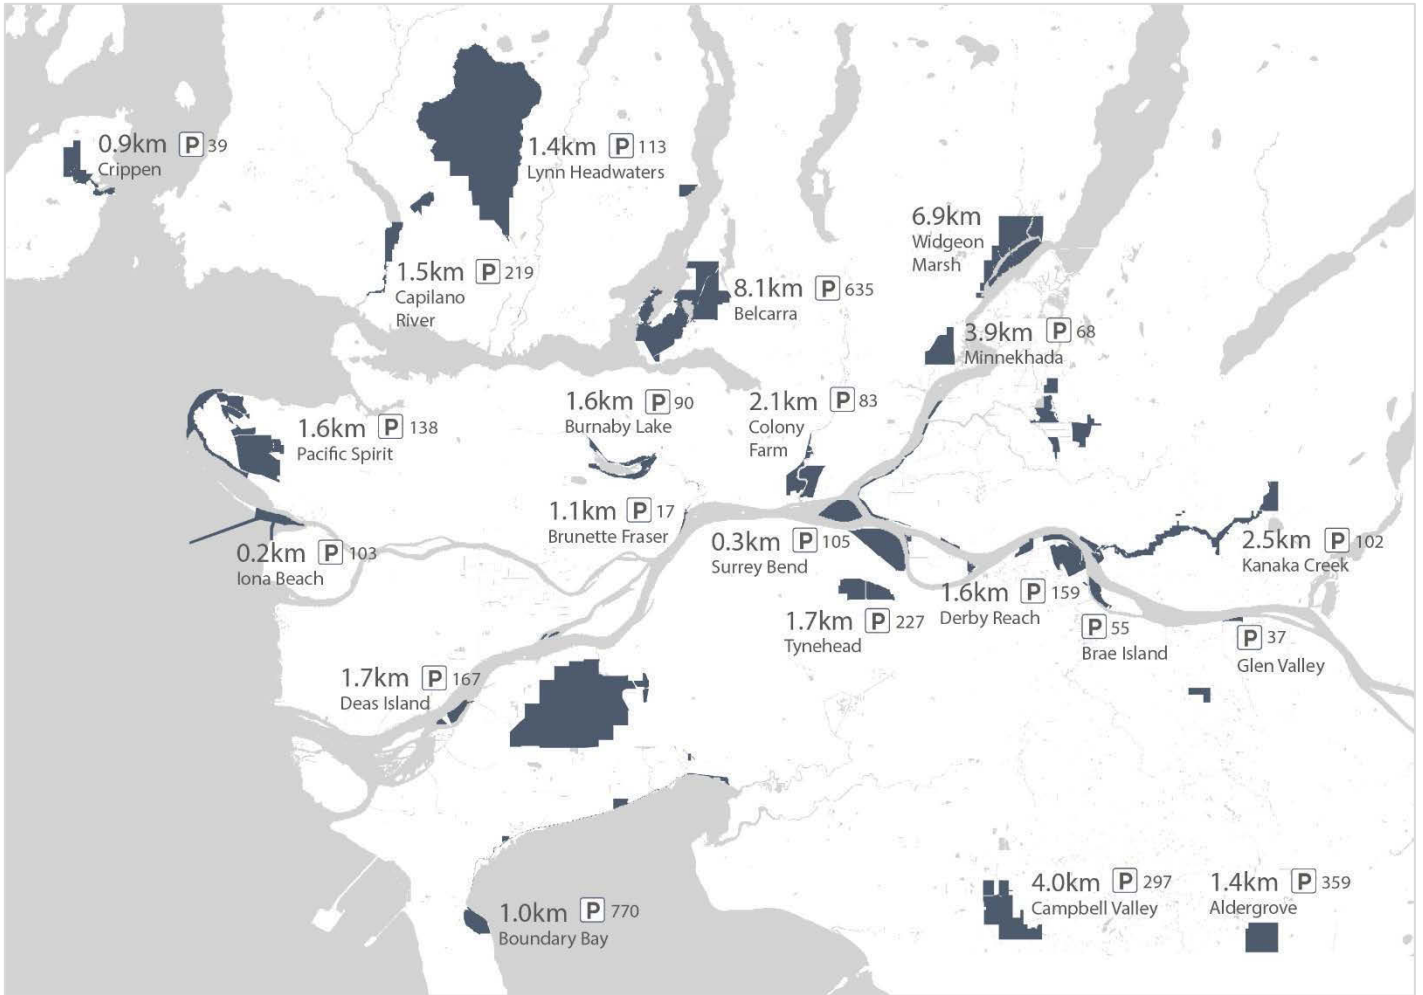 0.9km P 39
Crippen
1.4km P 113
Lynn Headwaters
6.9km
Widgeon
Marsh
1.5km P 219
Capilano
River
8.1km P 635
Belcarra
3.9km P 68
Minnekhada
1.6km P 138
Pacific Spirit
1.6km P 90
Burnaby Lake
2.1km P 83
Colony
Farm
1.1km P 17
Brunette Fraser
0.2km P 103
Iona Beach
0.3km P 105
Surrey Bend
2.5km P 102
Kanaka Creek
1.7km P 227
Tynehead
1.6km P 159
Derby Reach
P 55
Brae Island
P 37
Glen Valley
1.7km P 167
Deas Island
1.0km P 770
Boundary Bay
4.0km P 297
Campbell Valley
1.4km P 359
Aldergrove